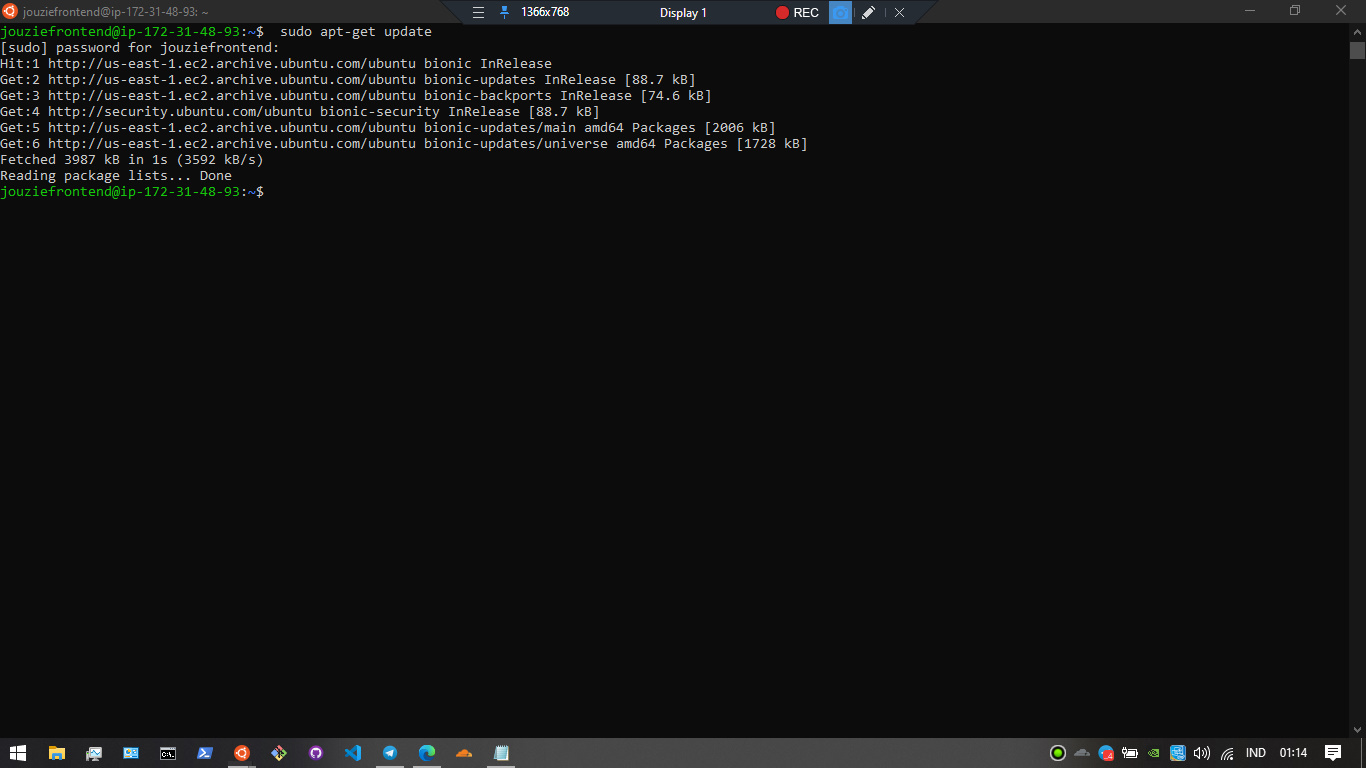 jouziefrontend@ip-172-31-48-93: ~
1366x768
Display 1
REC
jouziefrontend@ip-172-31-48-93:~$  sudo apt-get update
[sudo] password for jouziefrontend:
Hit:1 http://us-east-1.ec2.archive.ubuntu.com/ubuntu bionic InRelease
Get:2 http://us-east-1.ec2.archive.ubuntu.com/ubuntu bionic-updates InRelease [88.7 kB]
Get:3 http://us-east-1.ec2.archive.ubuntu.com/ubuntu bionic-backports InRelease [74.6 kB]
Get:4 http://security.ubuntu.com/ubuntu bionic-security InRelease [88.7 kB]
Get:5 http://us-east-1.ec2.archive.ubuntu.com/ubuntu bionic-updates/main amd64 Packages [2006 kB]
Get:6 http://us-east-1.ec2.archive.ubuntu.com/ubuntu bionic-updates/universe amd64 Packages [1728 kB]
Fetched 3987 kB in 1s (3592 kB/s)
Reading package lists... Done
jouziefrontend@ip-172-31-48-93:~$
IND
01:14